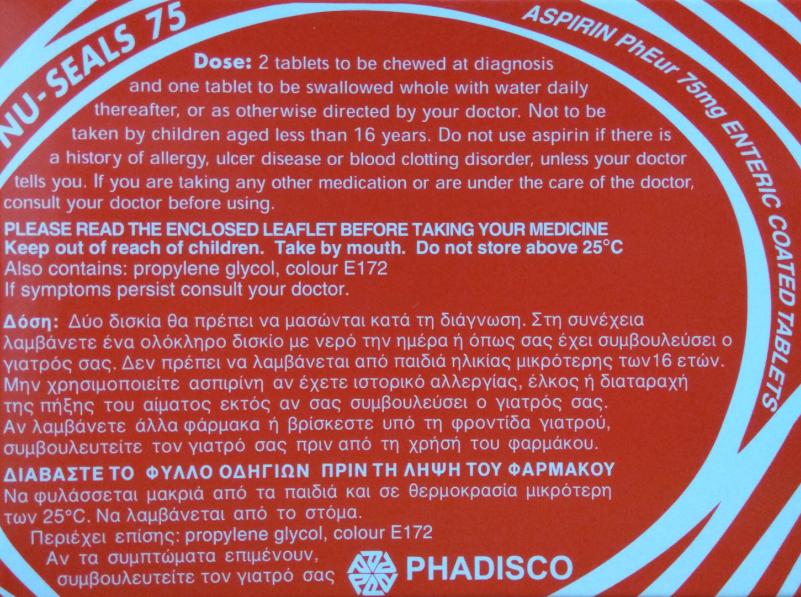 NU-SEALS 75
ASPIRIN PhEur 75mg ENTERIC COATED TABLETS
Dose: 2 tablets to be chewed at diagnosis
and one tablet to be swallowed whole with water daily
thereafter, or as otherwise directed by your doctor. Not to be
taken by children aged less than 16 years. Do not use aspirin if there is
a history of allergy, ulcer disease or blood clotting disorder, unless your doctor
tells you. If you are taking any other medication or are under the care of the doctor,
consult your doctor before using.
PLEASE READ THE ENCLOSED LEAFLET BEFORE TAKING YOUR MEDICINE
Keep out of reach of children. Take by mouth. Do not store above 25°C
Also contains: propylene glycol, colour E172
If symptoms persist consult your doctor.
Δόση: Δύο δισκία θα πρέπει να μασώνται κατά τη διάγνωση. Στη συνέχεια
λαμβάνετε ένα ολόκληρο δισκίο με νερό την ημέρα ή όπως σας έχει συμβουλεύσει ο
γιατρός σας. Δεν πρέπει να λαμβάνεται από παιδιά ηλικίας μικρότερης των16 ετών.
Μην χρησιμοποιείτε ασπιρίνη αν έχετε ιστορικό αλλεργίας, έλκος ή διαταραχή
της πήξης του αίματος εκτός αν σας συμβουλεύσει ο γιατρός σας.
Αν λαμβάνετε άλλα φάρμακα ή βρίσκεστε υπό τη φροντίδα γιατρού,
συμβουλευτείτε τον γιατρό σας πριν από τη χρήσή του φαρμάκου.
ΔΙΑΒΑΣΤΕ ΤΟ ΦΥΛΛΟ ΟΔΗΓΙΩΝ ΠΡΙΝ ΤΗ ΛΗΨΗ ΤΟΥ ΦΑΡΜΑΚΟΥ
Να φυλάσσεται μακριά από τα παιδιά και σε θερμοκρασία μικρότερη
των 25°C. Να λαμβάνεται από το στόμα.
Περιέχει επίσης: propylene glycol, colour E172
Αν τα συμπτώματα επιμένουν,
συμβουλευτείτε τον γιατρό σας
PHADISCO